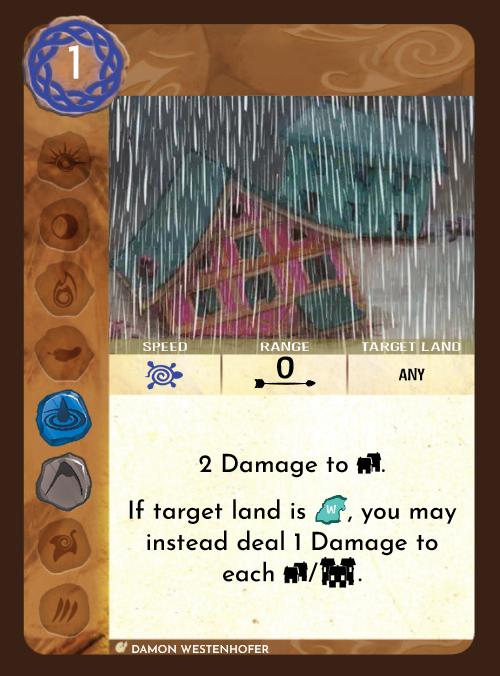 1
SPEED RANGE TARGET LAND
0 ANY
2 Damage to .
If target land is W, you may
instead deal 1 Damage to
each / .
DAMON WESTENHOFER